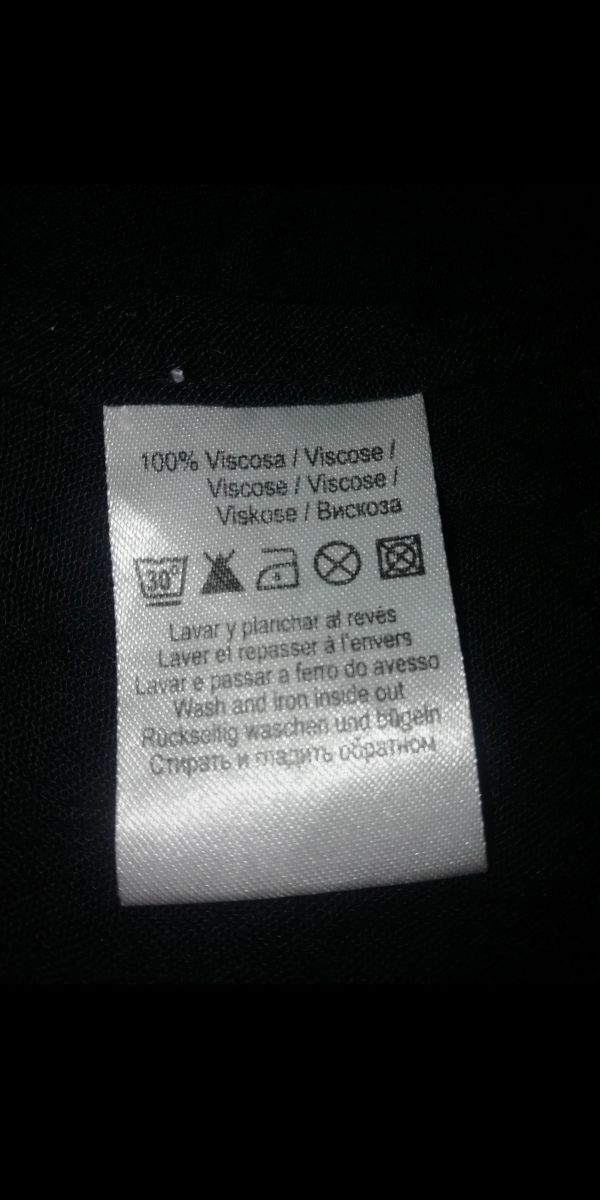 100% Viscosa / Viscose /
Viscose / Viscose /
Viskose / Вискоза
30°
Lavar y planchar al revés
Laver et repasser à l'envers
Lavar e passar a ferro do avesso
Wash and iron inside out
Rückseitig waschen und bügeln
Стирать и гладить обратном